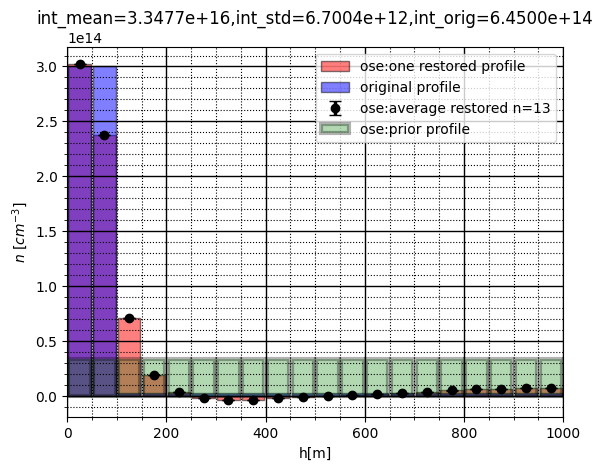 int_mean=3.3477e+16,int_std=6.7004e+12,int_orig=6.4500e+14
1e14
ose:one restored profile
original profile
ose:average restored n=13
ose:prior profile
3.0
2.5
2.0
1.5
1.0
0.5
0.0
n [cm⁻³]
0 200 400 600 800 1000
h[m]